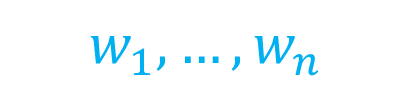 w₁, … , wₙ